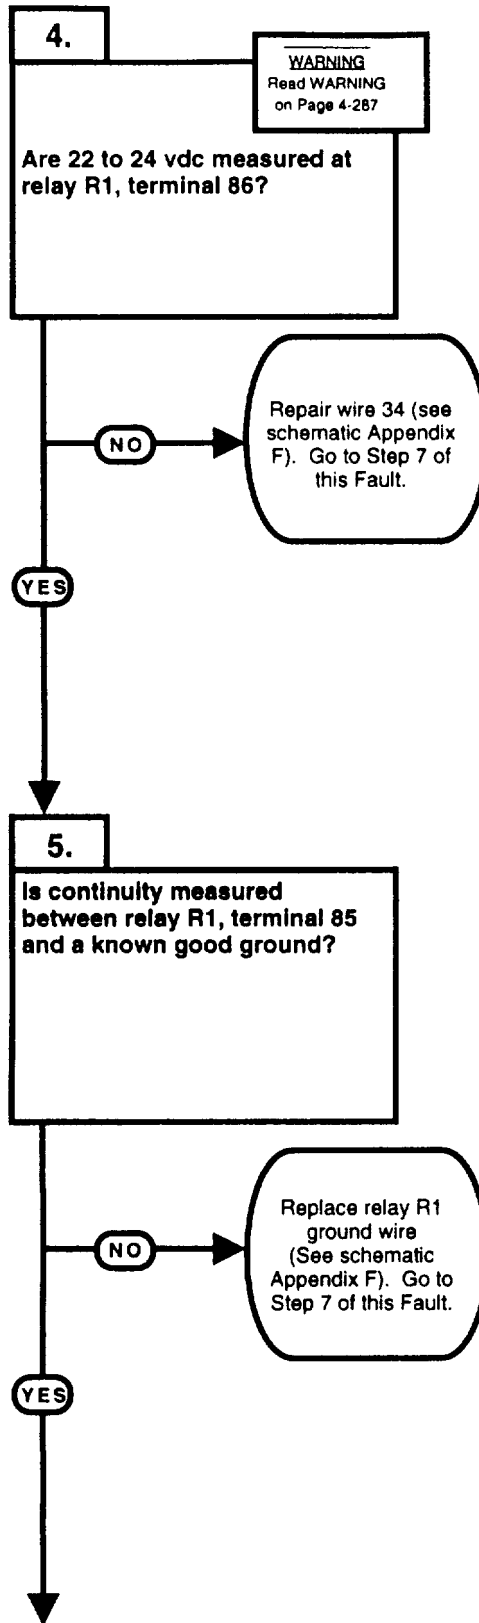 4.
WARNING
Read WARNING
on Page 4-287
Are 22 to 24 vdc measured at
relay R1, terminal 86?
Repair wire 34 (see
schematic Appendix
F). Go to Step 7 of
this Fault.
NO
YES
5.
Is continuity measured
between relay R1, terminal 85
and a known good ground?
Replace relay R1
ground wire
(See schematic
Appendix F). Go to
Step 7 of this Fault.
NO
YES